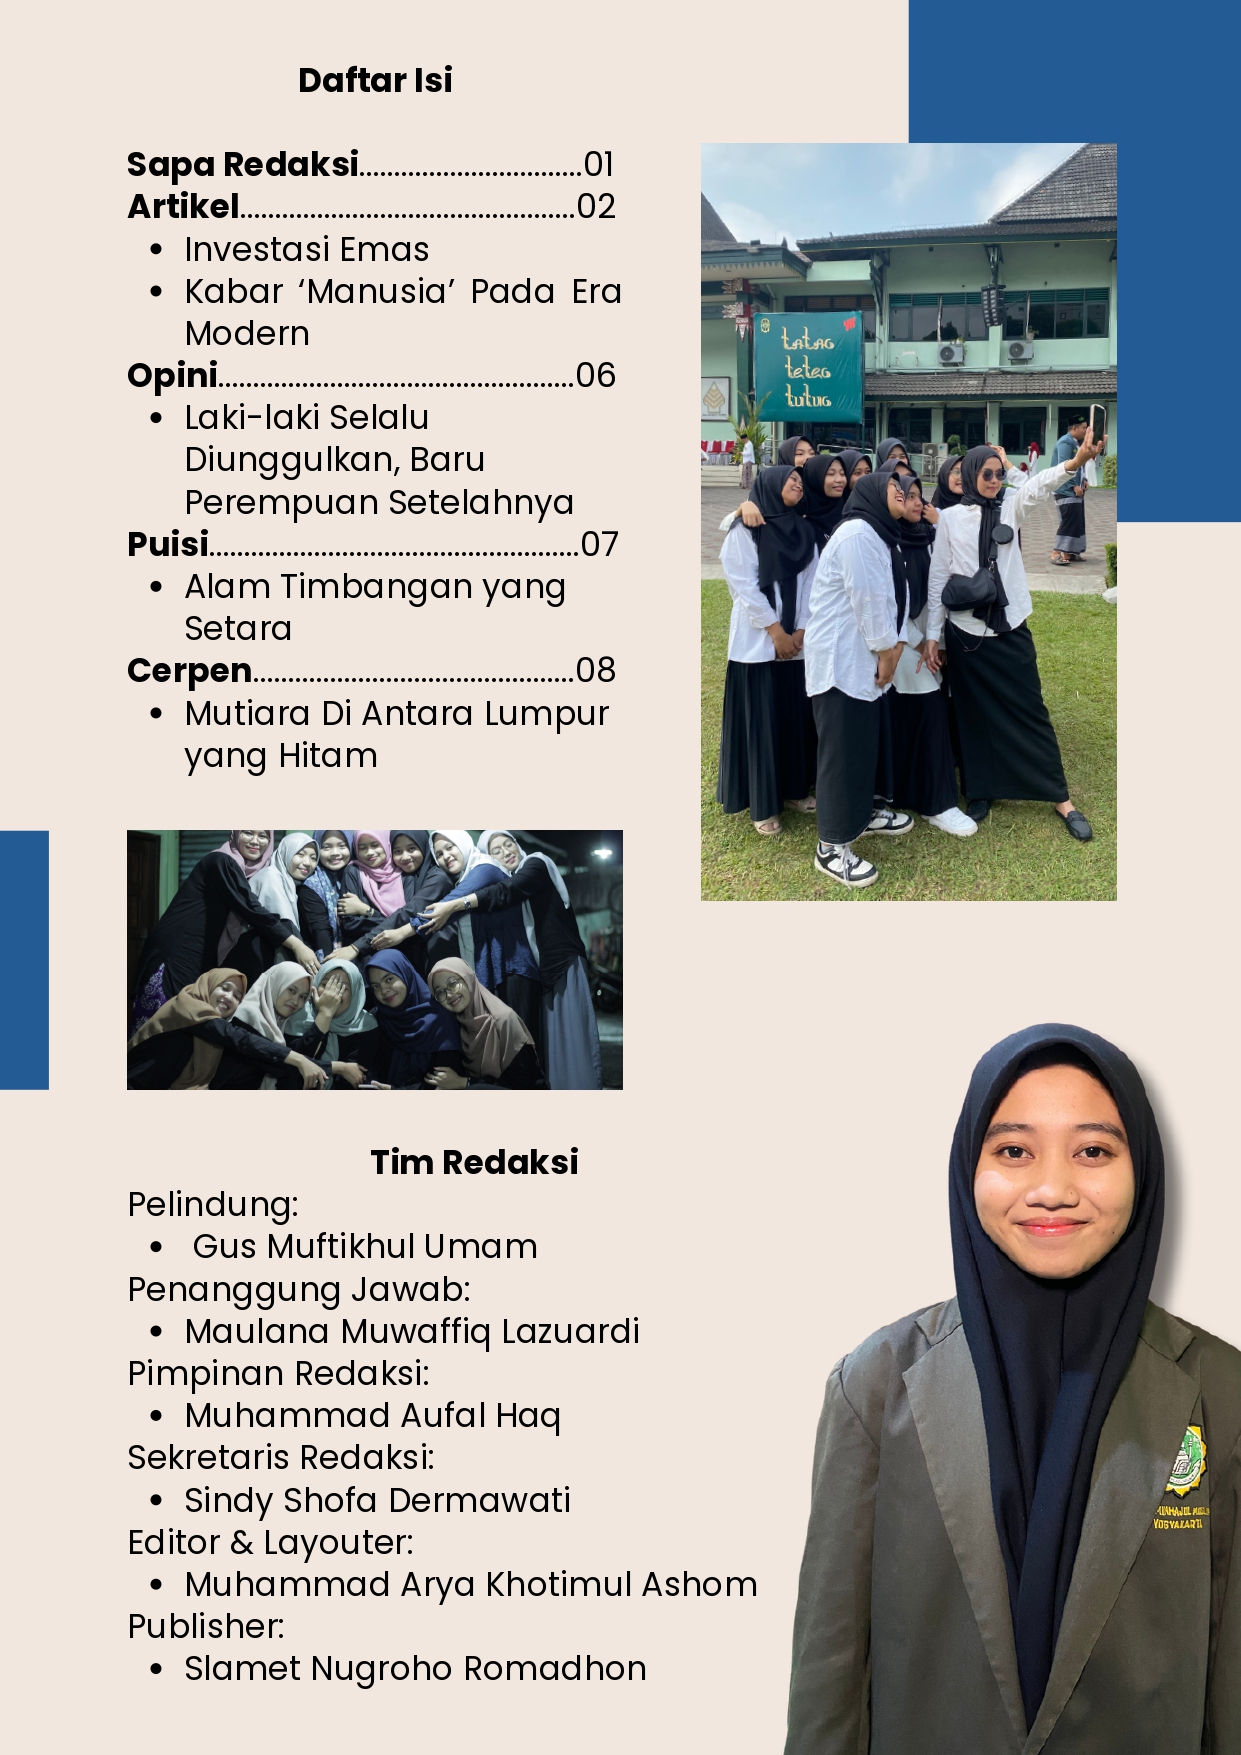 Daftar Isi
Sapa Redaksi................................01
Artikel................................................02
• Investasi Emas
• Kabar ‘Manusia’ Pada Era
Modern
Opini...................................................06
• Laki-laki Selalu
Diunggulkan, Baru
Perempuan Setelahnya
Puisi.....................................................07
• Alam Timbangan yang
Setara
Cerpen..............................................08
• Mutiara Di Antara Lumpur
yang Hitam
tatag
teteg
tutug
Tim Redaksi
Pelindung:
• Gus Muftikhul Umam
Penanggung Jawab:
• Maulana Muwaffiq Lazuardi
Pimpinan Redaksi:
• Muhammad Aufal Haq
Sekretaris Redaksi:
• Sindy Shofa Dermawati
Editor & Layouter:
• Muhammad Arya Khotimul Ashom
Publisher:
• Slamet Nugroho Romadhon
YOGYAKARTA